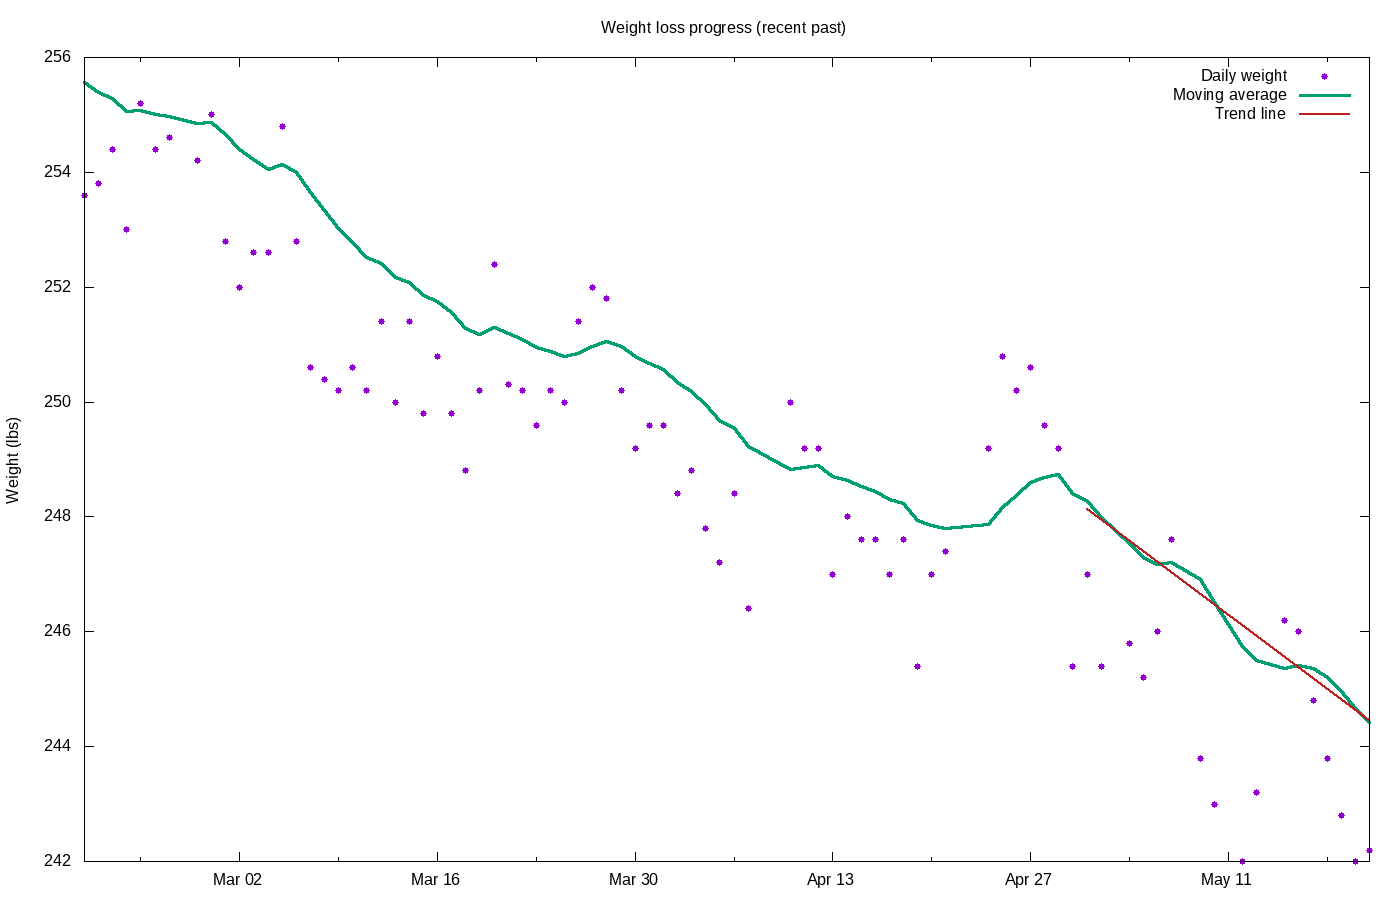 Weight loss progress (recent past)
256
254
252
250
248
246
244
242
Weight (lbs)
Daily weight
Moving average
Trend line
Mar 02
Mar 16
Mar 30
Apr 13
Apr 27
May 11